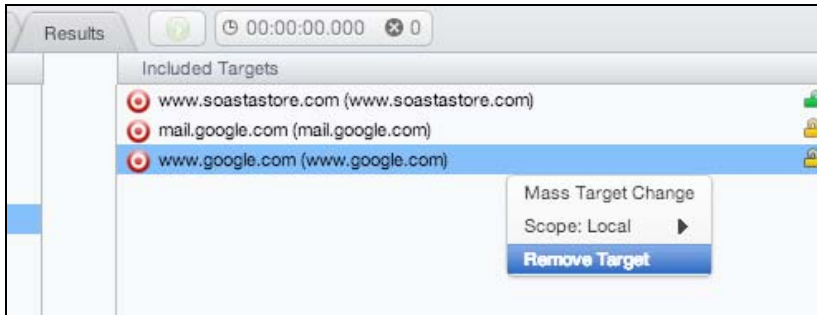 Results
00:00:00.000 0
Included Targets
www.soastastore.com (www.soastastore.com)
mail.google.com (mail.google.com)
www.google.com (www.google.com)
Mass Target Change
Scope: Local
Remove Target